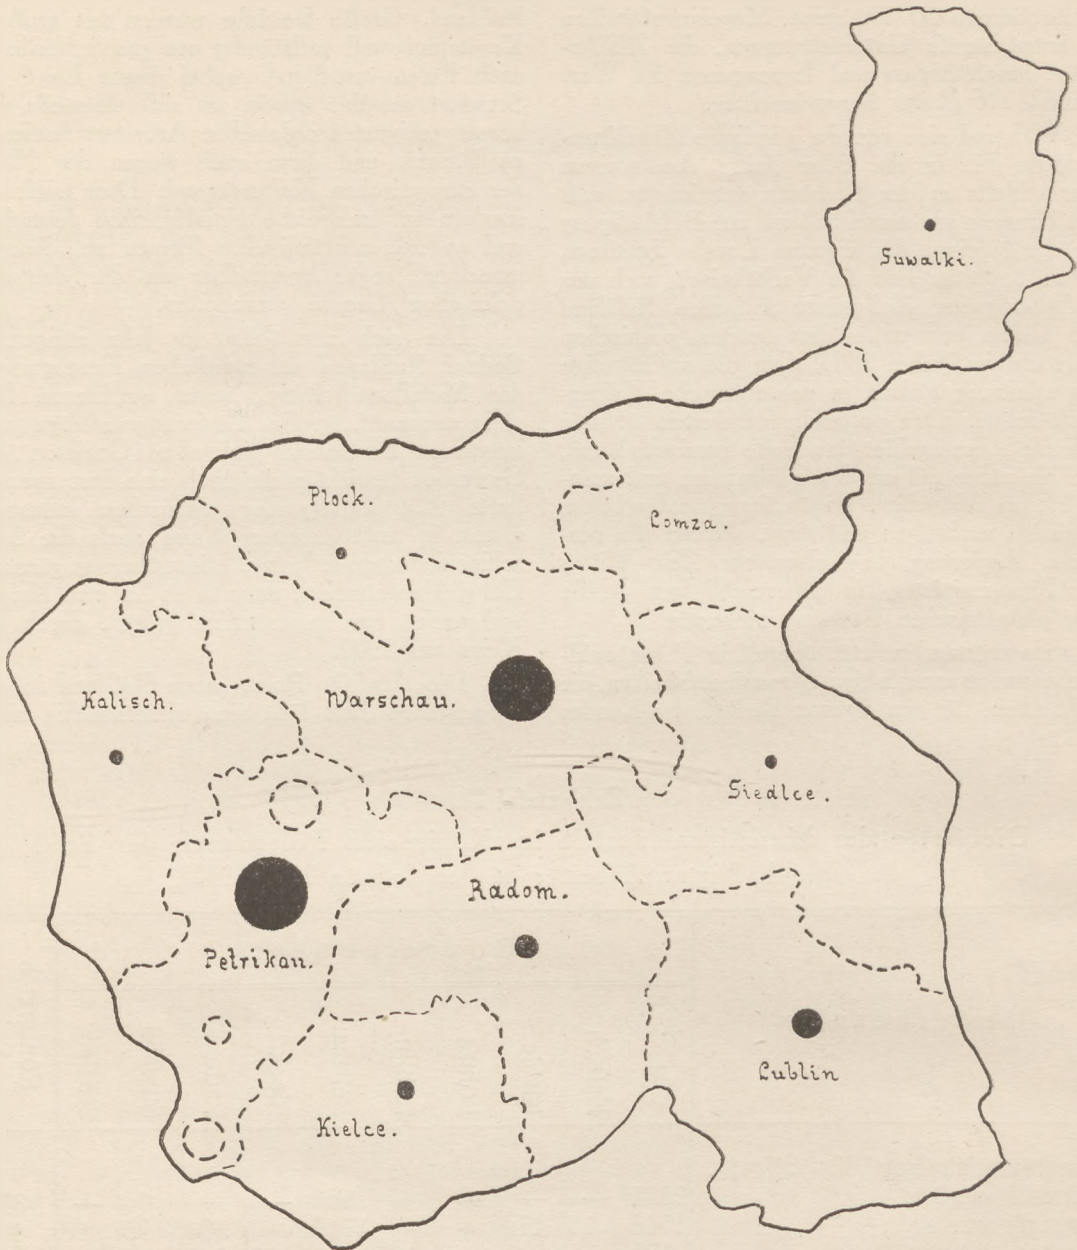 Suwalki.
Plock.
Lomza.
Kalisch.
Warschau.
Siedlce.
Radom.
Petrikau.
Lublin
Kielce.